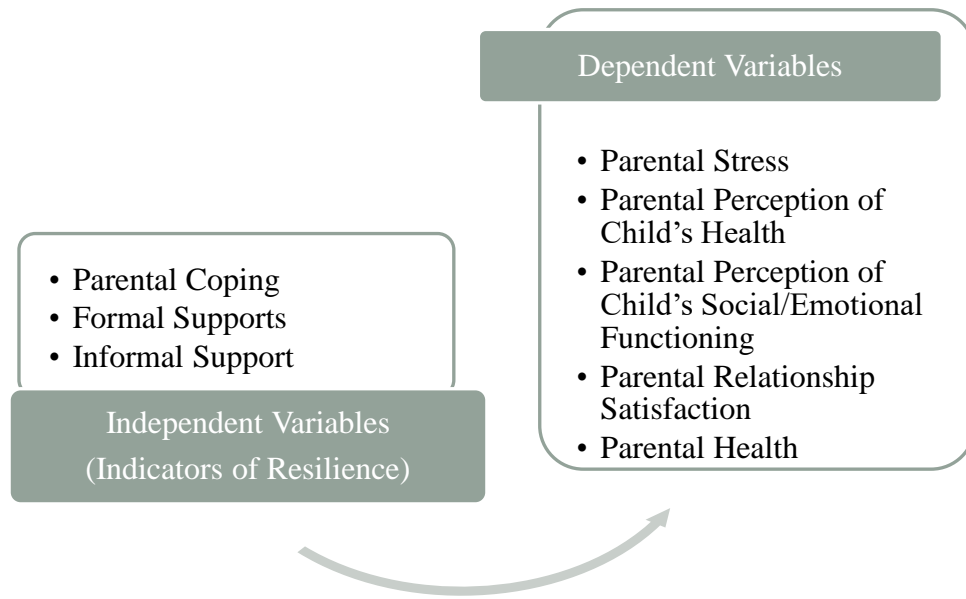 Dependent Variables
• Parental Stress
• Parental Perception of
Child’s Health
• Parental Perception of
Child’s Social/Emotional
Functioning
• Parental Relationship
Satisfaction
• Parental Health
• Parental Coping
• Formal Supports
• Informal Support
Independent Variables
(Indicators of Resilience)